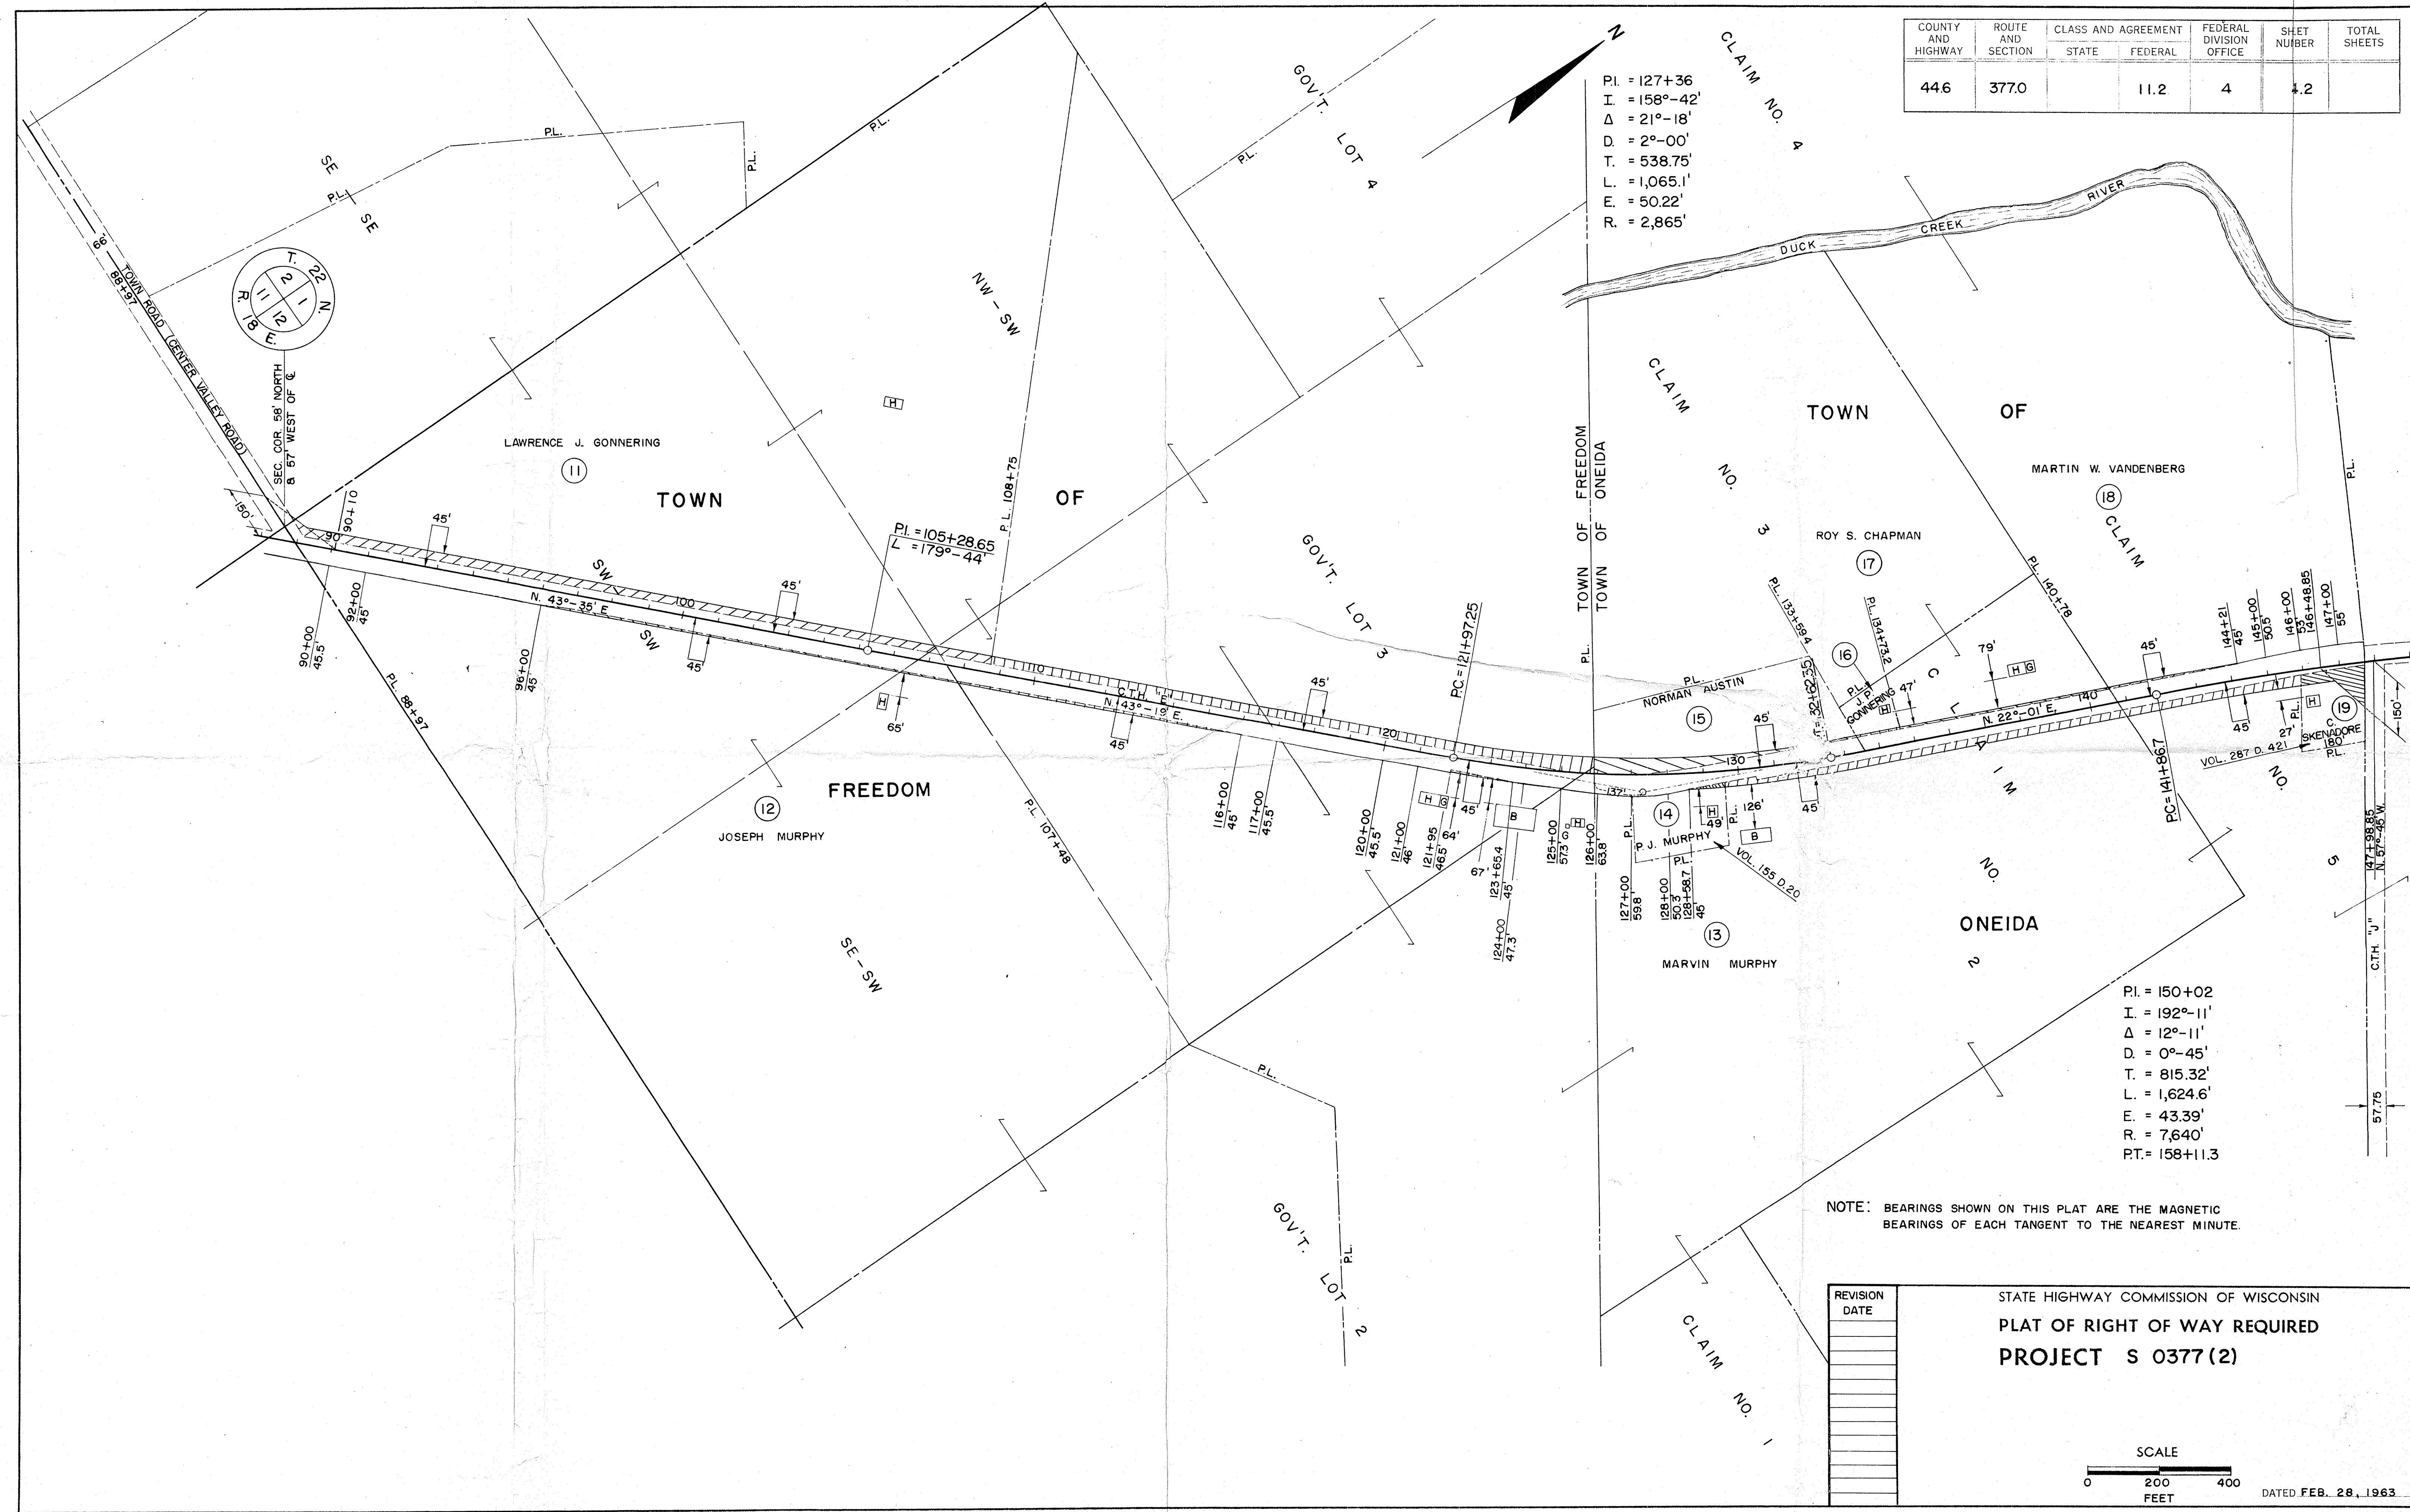 COUNTY AND HIGHWAY
ROUTE AND SECTION
CLASS AND AGREEMENT
STATE
FEDERAL
FEDERAL DIVISION OFFICE
TOTAL SHEETS
44.6
377.0
11.2
4
N
P.I. = 127+36
I. = 158°-42'
Δ = 21°-18'
D. = 2°-00'
T. = 538.75'
L. = 1,065.1'
E. = 50.22'
R. = 2,865'
CLAIM NO. 4
GOV'T. LOT 4
P.L.
P.L.
P.L.
P.L.
P.L.
SE
SE
66'
TOWN ROAD (CENTER VALLEY ROAD)
88+97
T. 22 N.
R. 18 E.
2
1
11
12
SEC. COR. 58' NORTH
& 57' WEST OF ℄
150'
90+10
90
45'
NW-SW
H
LAWRENCE J. GONNERING
11
TOWN OF
P.L. 108+75
P.I. = 105+28.65
L = 179°-44'
SW
SW
N. 43°-35' E.
100
45'
90+00
45.5'
92+00
45'
96+00
45'
45'
P.L. 88+97
H
65'
110
C.T.H. "E"
N. 43°-19' E.
45'
45'
12
JOSEPH MURPHY
FREEDOM
SE-SW
P.L. 107+48
GOV'T. LOT 3
P.C. = 121+97.25
120
116+00
45'
117+00
45.5'
120+00
45.5'
121+00
46'
121+95
46.5'
H G
64'
45'
67'
123+65.4
45'
124+00
47.3'
B
125+00
57.3'
G
H
126+00
63.8'
TOWN OF FREEDOM
TOWN OF ONEIDA
P.L.
DUCK CREEK RIVER
CLAIM NO. 3
TOWN OF
MARTIN W. VANDENBERG
18
CLAIM NO. 5
ROY S. CHAPMAN
17
P.L. 133+59.4
P.L. 134+73.2
P.L. 140+78
16
P.L.
J. P. GONNERING
H
47'
79'
H G
P.L.
NORMAN AUSTIN
15
45'
130
137'
P.L.
14
P. J. MURPHY
P.L.
H
49'
P.L.
126'
B
VOL. 155 D.20
127+00
59.8'
128+00
50.3'
128+58.7
45'
13
MARVIN MURPHY
45'
N. 22°-01' E.
140
45'
P.C. = 141+86.7
144+21
45'
145+00
50.5'
146+00
53'
146+48.85
147+00
55'
P.L.
45'
27'
P.L.
H
19
C. SKENADORE
180'
P.L.
VOL. 287 D. 421
150'
147+98.85
N. 57°-45' W.
C.T.H. "J"
57.75
CLAIM NO. 2
ONEIDA
P.I. = 150+02
I. = 192°-11'
Δ = 12°-11'
D. = 0°-45'
T. = 815.32'
L. = 1,624.6'
E. = 43.39'
R. = 7,640'
P.T. = 158+11.3
P.L.
P.L.
GOV'T. LOT 2
CLAIM NO. 1
NOTE: BEARINGS SHOWN ON THIS PLAT ARE THE MAGNETIC
BEARINGS OF EACH TANGENT TO THE NEAREST MINUTE.
REVISION DATE
STATE HIGHWAY COMMISSION OF WISCONSIN
PLAT OF RIGHT OF WAY REQUIRED
PROJECT S 0377(2)
SCALE
0 200 400
FEET
DATED FEB. 28, 1963